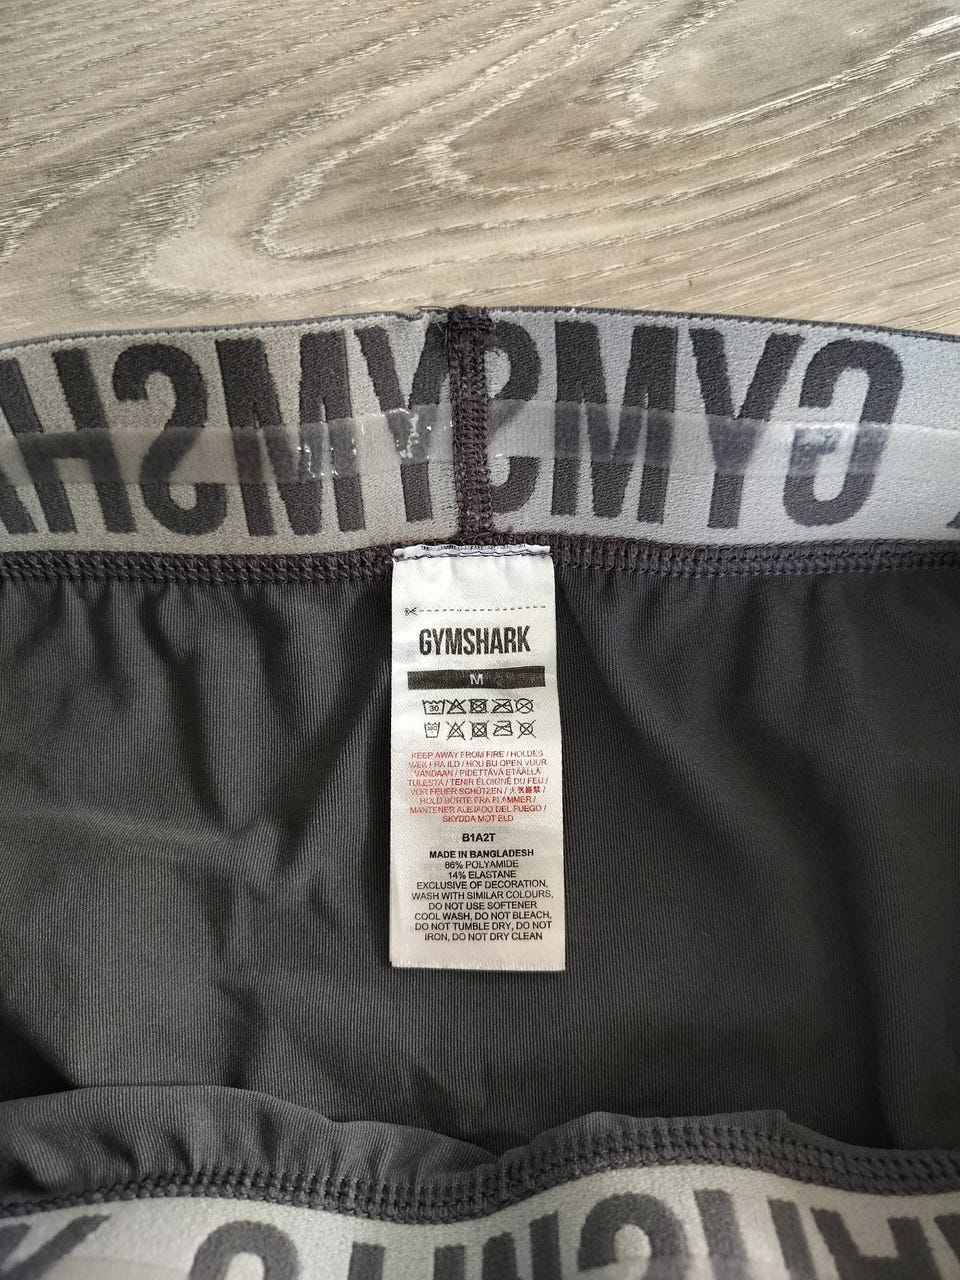 GYMSHARK
M
30
30
KEEP AWAY FROM FIRE / HOLDES
VÆK FRA ILD / HOU BIJ OPEN VUUR
VANDAAN / PIDETTÄVÄ ETÄÄLLÄ
TULESTA / TENIR ÉLOIGNÉ DU FEU /
VOR FEUER SCHÜTZEN / 火気厳禁 /
HOLD BORTE FRA FLAMMER /
MANTENER ALEJADO DEL FUEGO /
SKYDDA MOT ELD
B1A2T
MADE IN BANGLADESH
86% POLYAMIDE
14% ELASTANE
EXCLUSIVE OF DECORATION,
WASH WITH SIMILAR COLOURS,
DO NOT USE SOFTENER
COOL WASH, DO NOT BLEACH,
DO NOT TUMBLE DRY, DO NOT
IRON, DO NOT DRY CLEAN